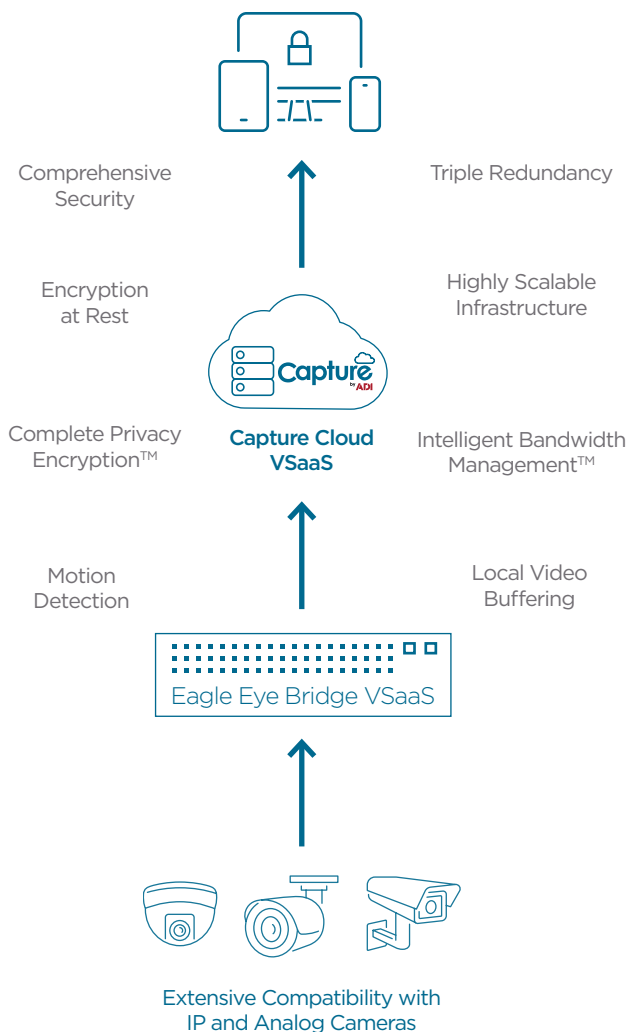 Comprehensive
Security
Triple Redundancy
Encryption
at Rest
Highly Scalable
Infrastructure
Capture
by ADI
Capture Cloud
VSaaS
Complete Privacy
Encryption™
Intelligent Bandwidth
Management™
Motion
Detection
Local Video
Buffering
Eagle Eye Bridge VSaaS
Extensive Compatibility with
IP and Analog Cameras